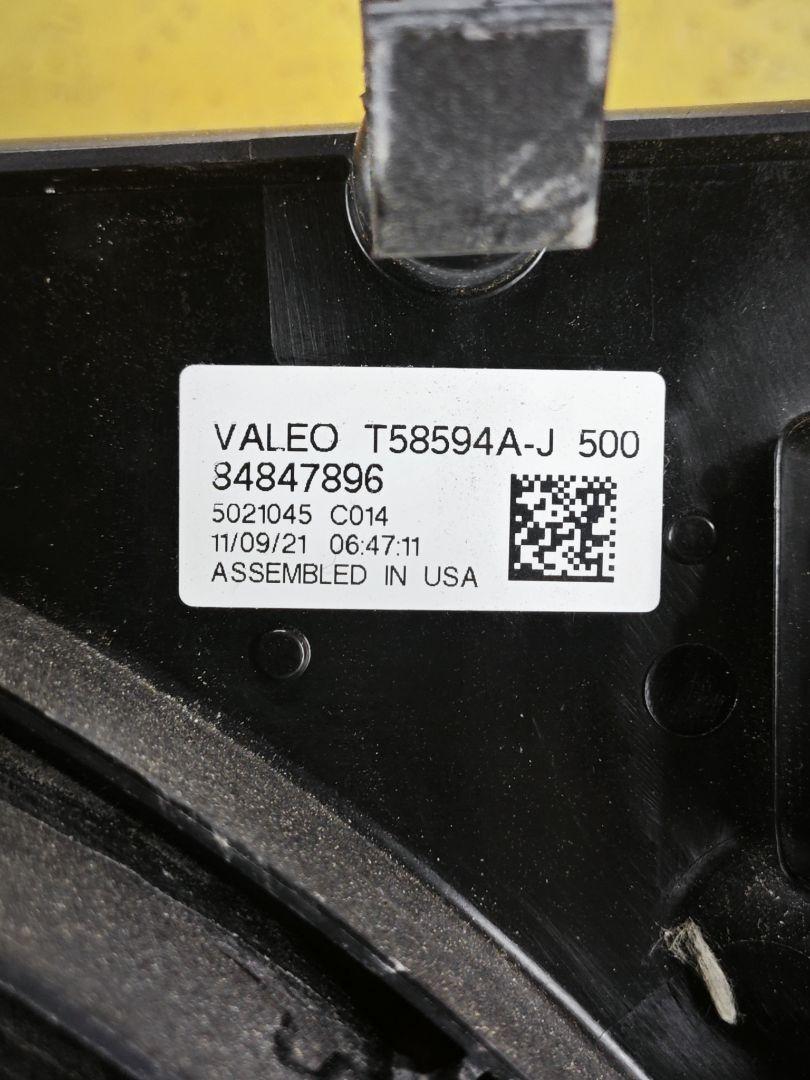 VALEO T58594A-J 500
84847896
5021045 C014
11/09/21 06:47:11
ASSEMBLED IN USA